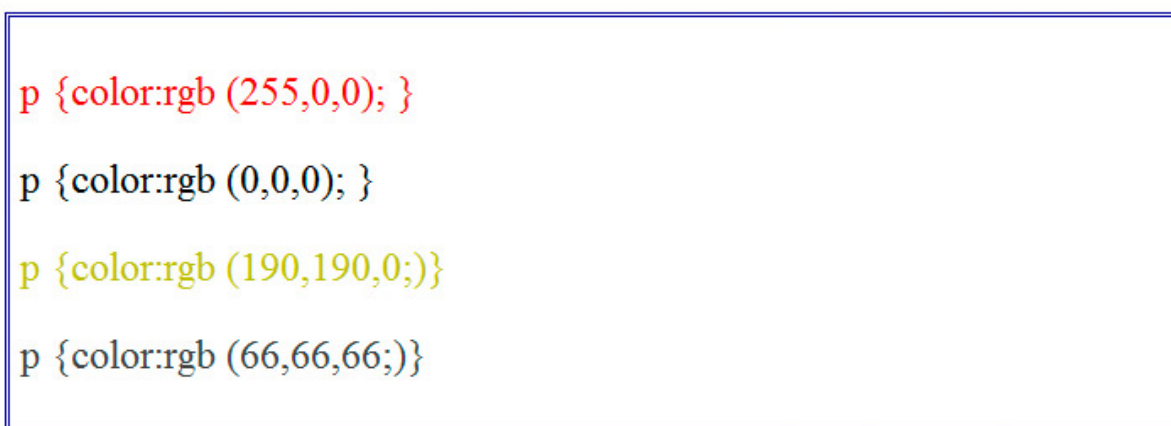 p {color:rgb (255,0,0); }
p {color:rgb (0,0,0); }
p {color:rgb (190,190,0;)}
p {color:rgb (66,66,66;)}